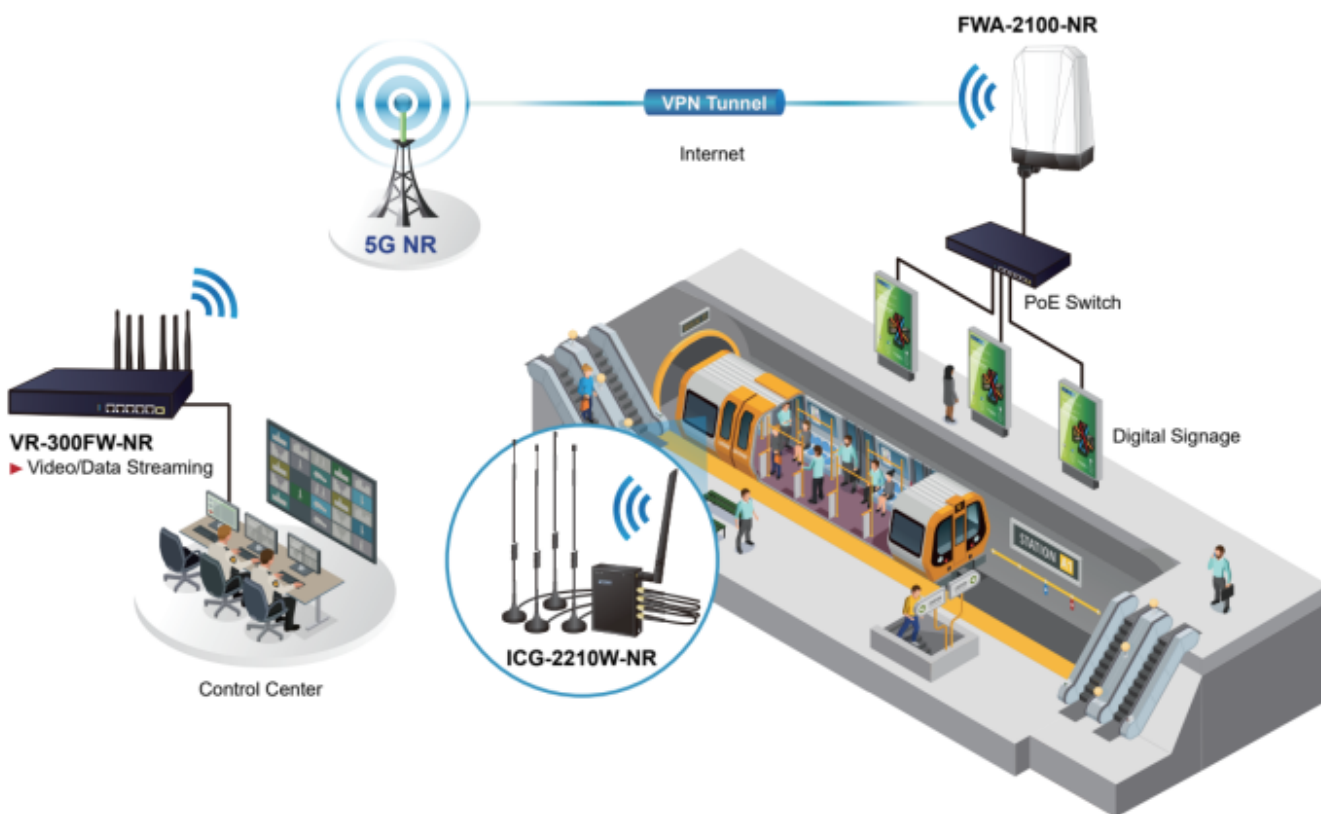 FWA-2100-NR
VPN Tunnel
Internet
5G NR
PoE Switch
VR-300FW-NR
Video/Data Streaming
Digital Signage
STATION
ICG-2210W-NR
Control Center